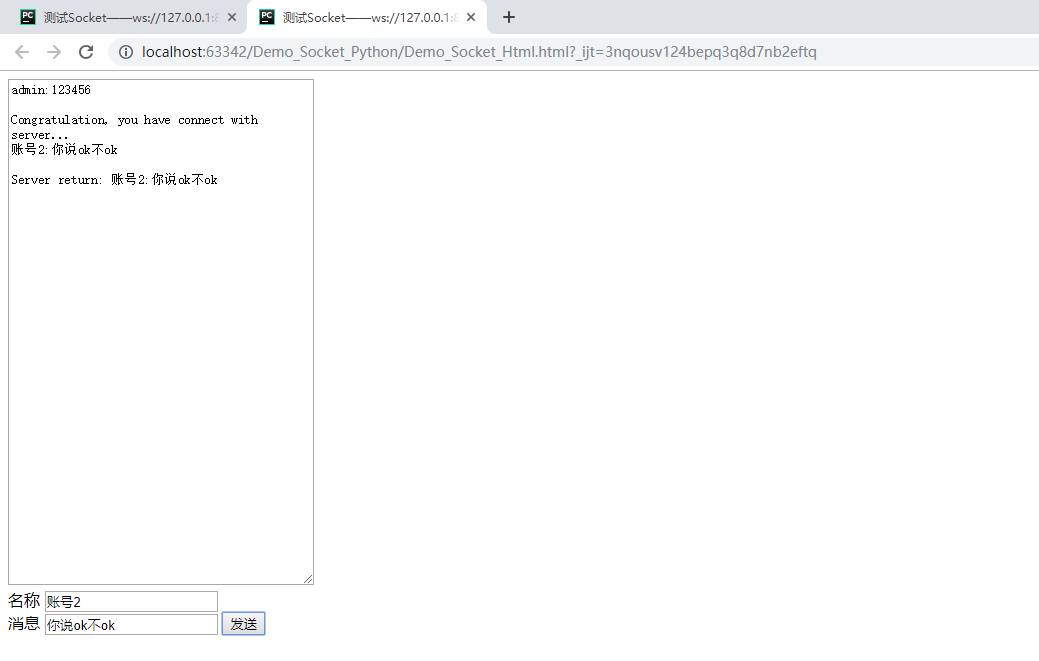 PC 测试Socket——ws://127.0.0.1:8
PC 测试Socket——ws://127.0.0.1:8
localhost:63342/Demo_Socket_Python/Demo_Socket_Html.html?_ijt=3nqousv124bepq3q8d7nb2eftq
admin:123456
Congratulation, you have connect with
server...
账号2:你说ok不ok
Server return: 账号2:你说ok不ok
名称 账号2
消息 你说ok不ok 发送